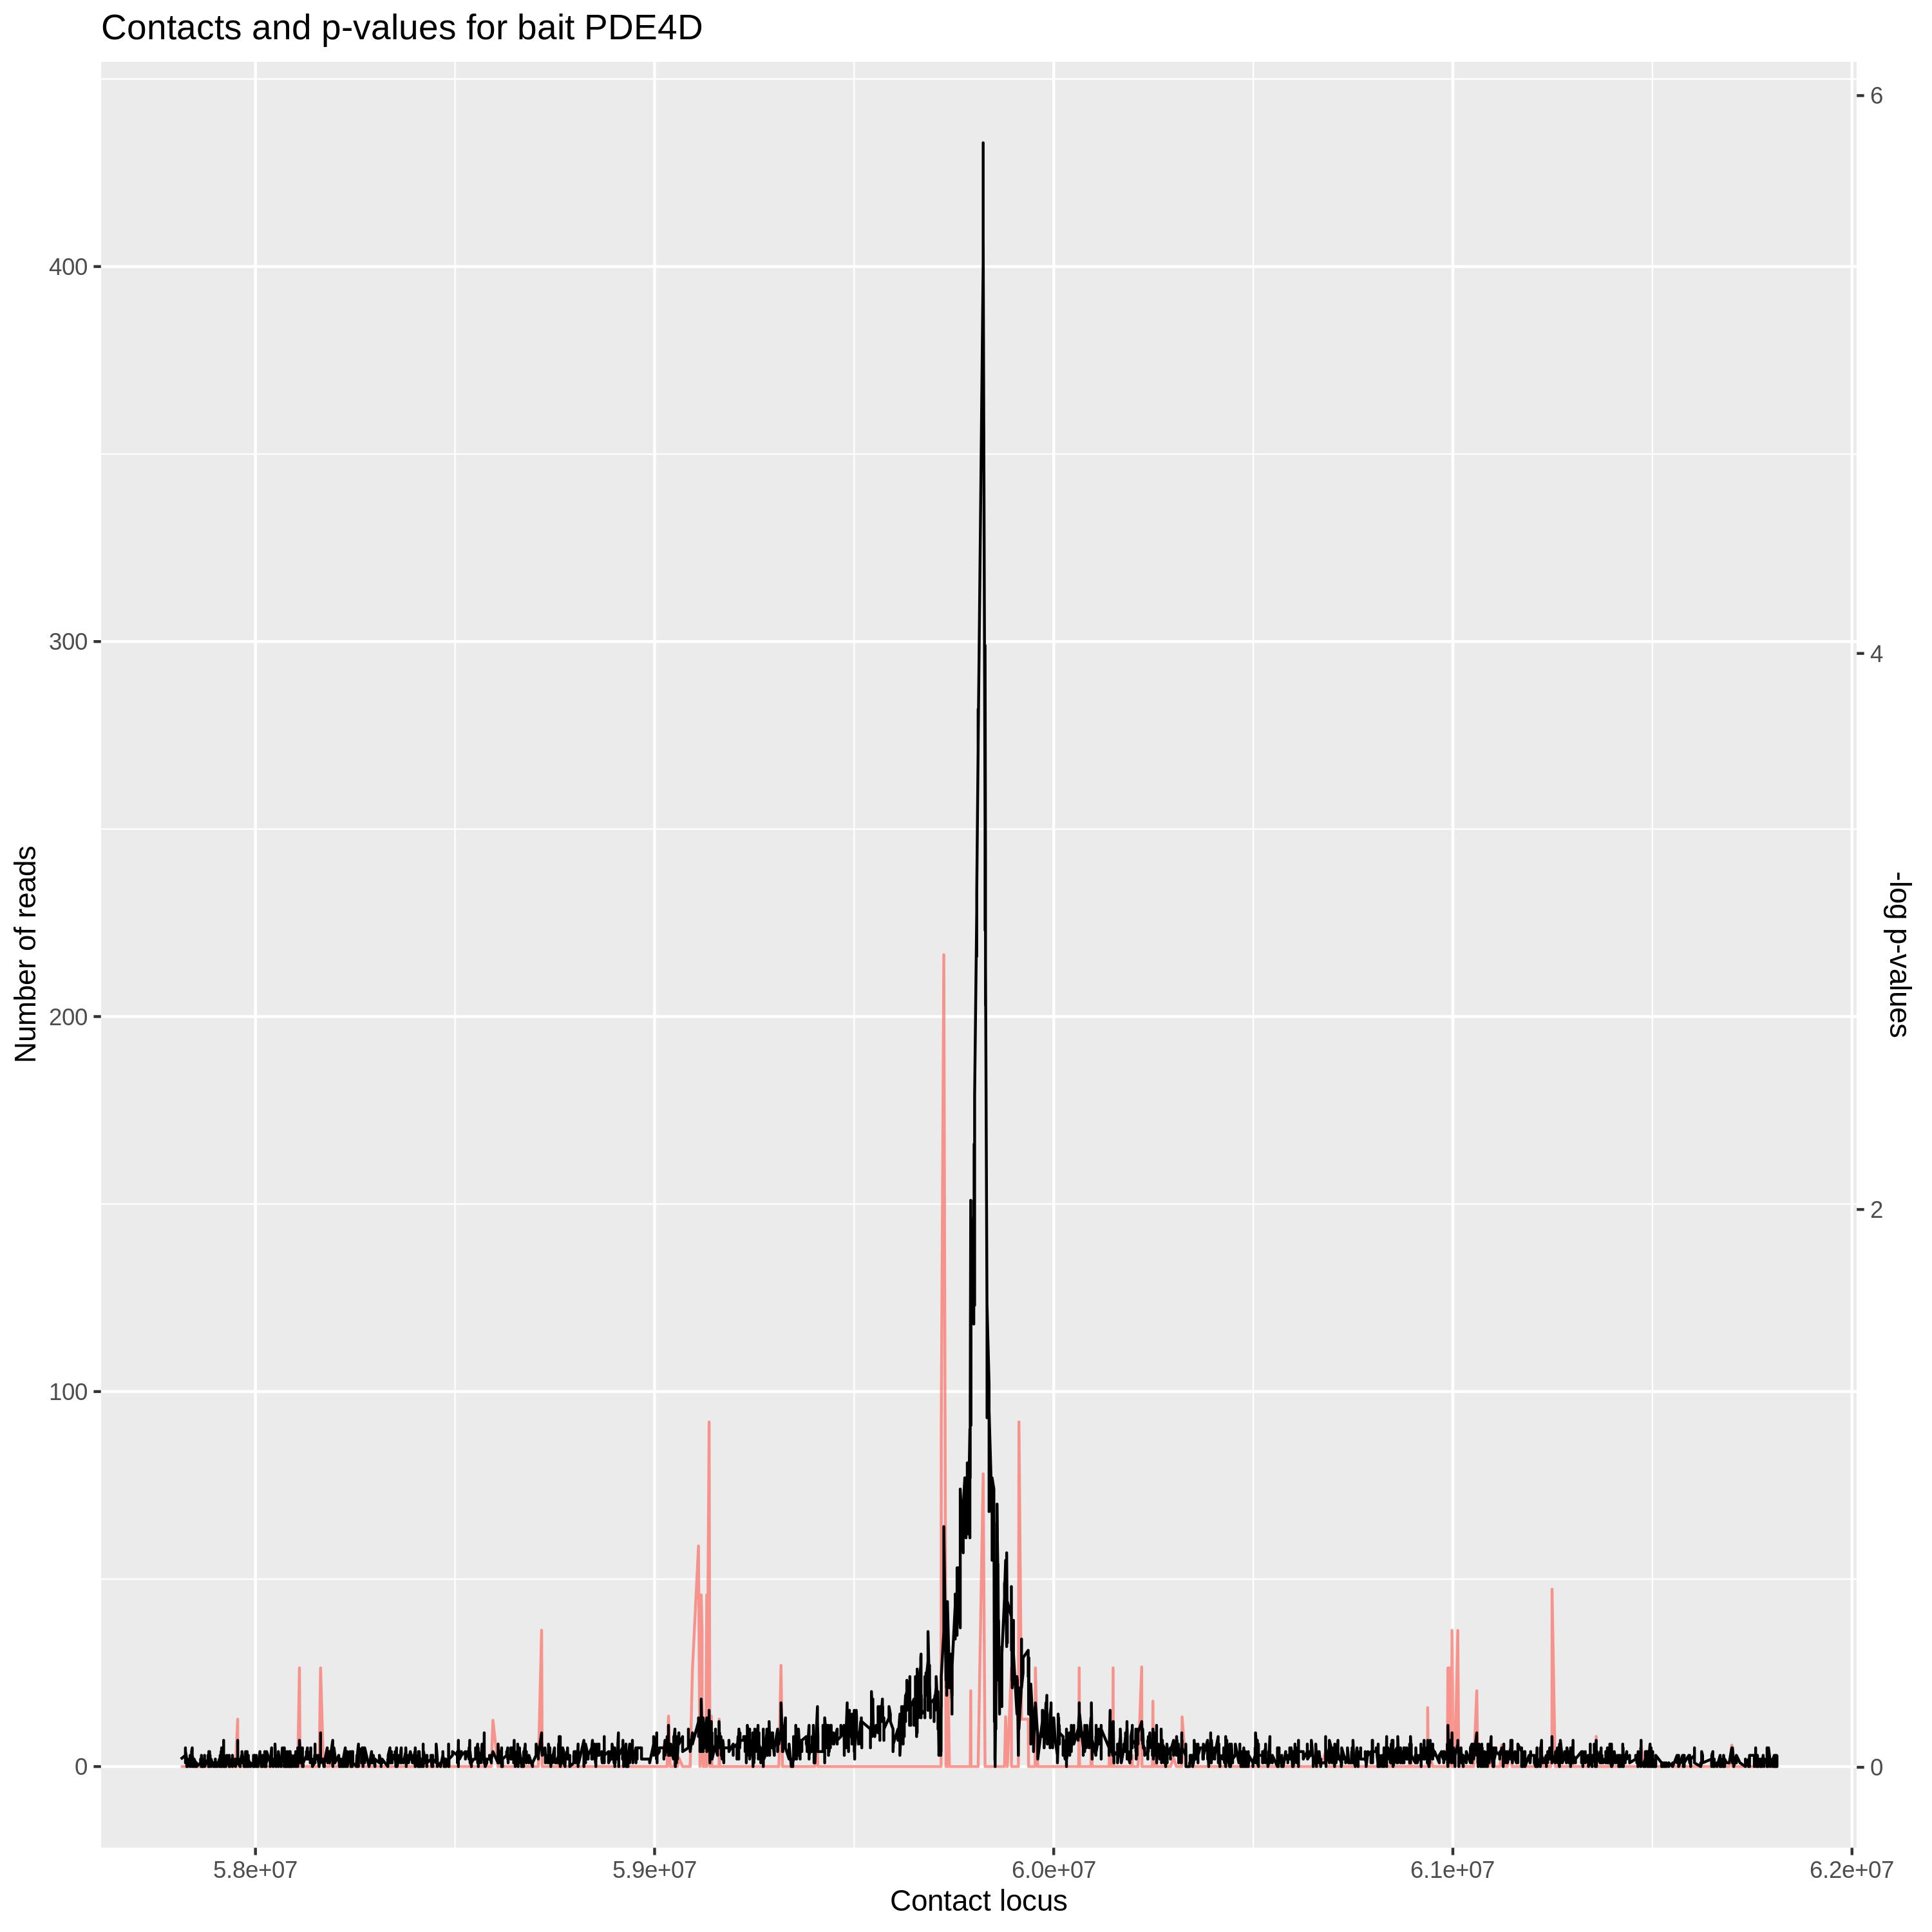 Contacts and p-values for bait PDE4D
6
400
300
4
Number of reads
-log p-values
200
2
100
0
0
5.8e+07 5.9e+07 6.0e+07 6.1e+07 6.2e+07
Contact locus